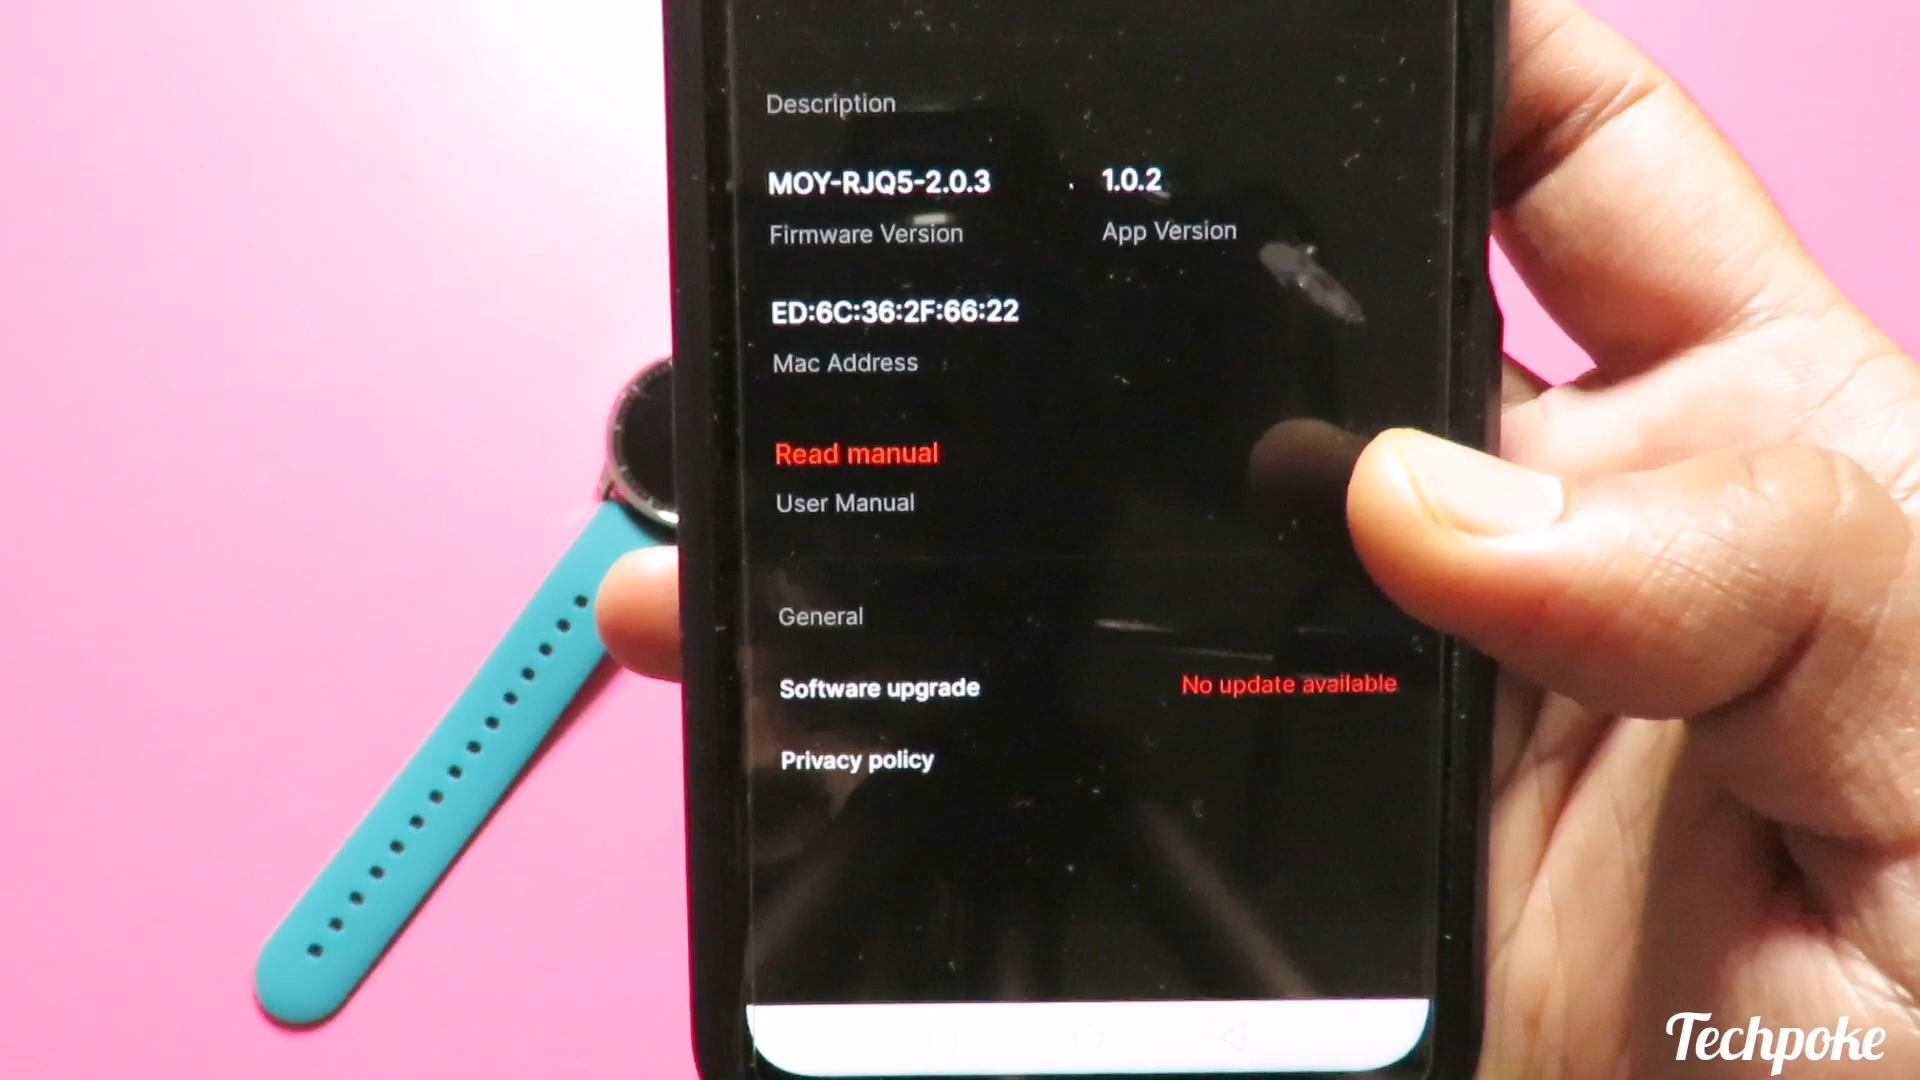 Description
MOY-RJQ5-2.0.3
1.0.2
Firmware Version
App Version
ED:6C:36:2F:66:22
Mac Address
Read manual
User Manual
General
Software upgrade
No update available
Privacy policy
Techpoke